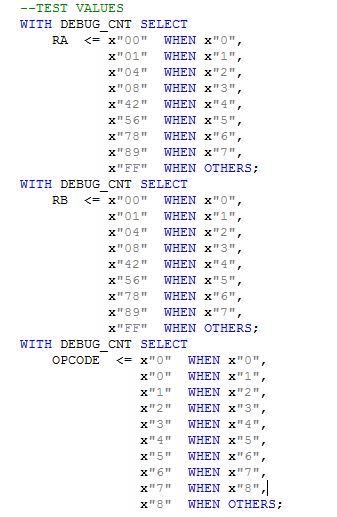 --TEST VALUES
WITH DEBUG_CNT SELECT
RA <= x"00" WHEN x"0",
x"01" WHEN x"1",
x"04" WHEN x"2",
x"08" WHEN x"3",
x"42" WHEN x"4",
x"56" WHEN x"5",
x"78" WHEN x"6",
x"89" WHEN x"7",
x"FF" WHEN OTHERS;
WITH DEBUG_CNT SELECT
RB <= x"00" WHEN x"0",
x"01" WHEN x"1",
x"04" WHEN x"2",
x"08" WHEN x"3",
x"42" WHEN x"4",
x"56" WHEN x"5",
x"78" WHEN x"6",
x"89" WHEN x"7",
x"FF" WHEN OTHERS;
WITH DEBUG_CNT SELECT
OPCODE <= x"0" WHEN x"0",
x"0" WHEN x"1",
x"1" WHEN x"2",
x"2" WHEN x"3",
x"3" WHEN x"4",
x"4" WHEN x"5",
x"5" WHEN x"6",
x"6" WHEN x"7",
x"7" WHEN x"8",
x"8" WHEN OTHERS;